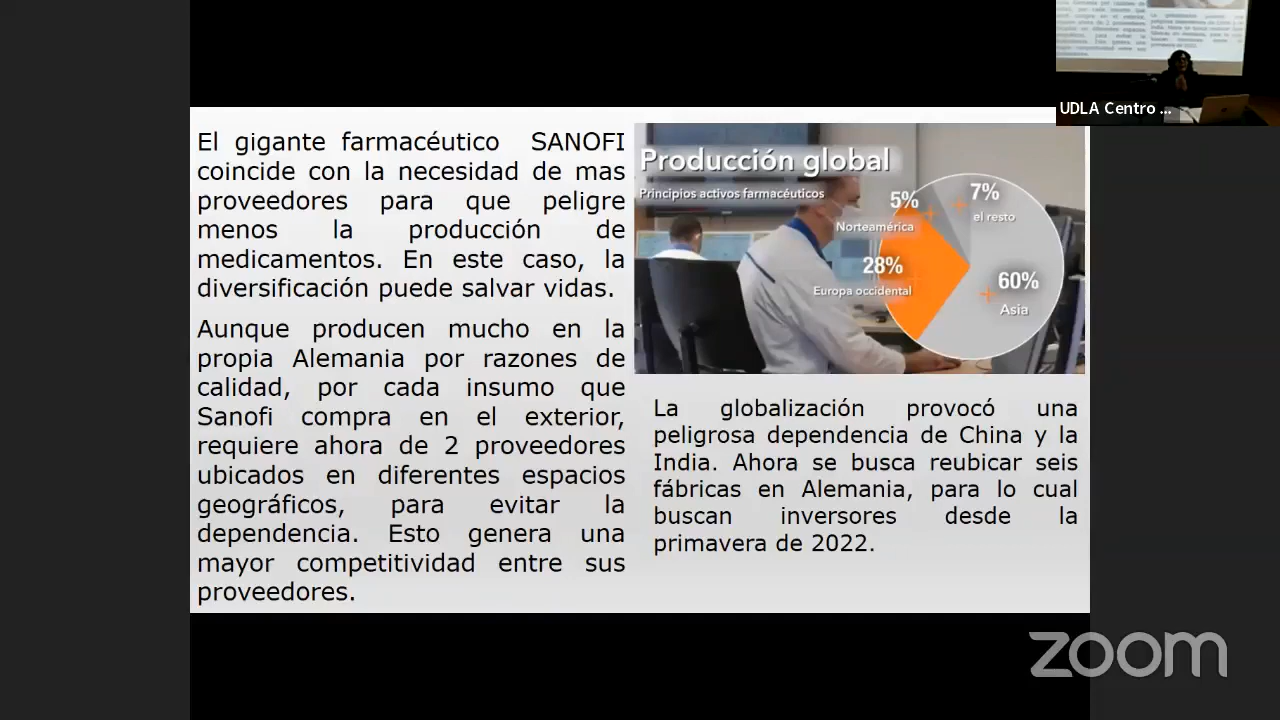 El gigante farmacéutico SANOFI
coincide con la necesidad de mas
proveedores para que peligre
menos la producción de
medicamentos. En este caso, la
diversificación puede salvar vidas.
Aunque producen mucho en la
propia Alemania por razones de
calidad, por cada insumo que
Sanofi compra en el exterior,
requiere ahora de 2 proveedores
ubicados en diferentes espacios
geográficos, para evitar la
dependencia. Esto genera una
mayor competitividad entre sus
proveedores.
Producción global
Principios activos farmacéuticos
5%
Norteamérica
7%
el resto
28%
Europa occidental
60%
Asia
La globalización provocó una
peligrosa dependencia de China y la
India. Ahora se busca reubicar seis
fábricas en Alemania, para lo cual
buscan inversores desde la
primavera de 2022.
UDLA Centro ...
zoom